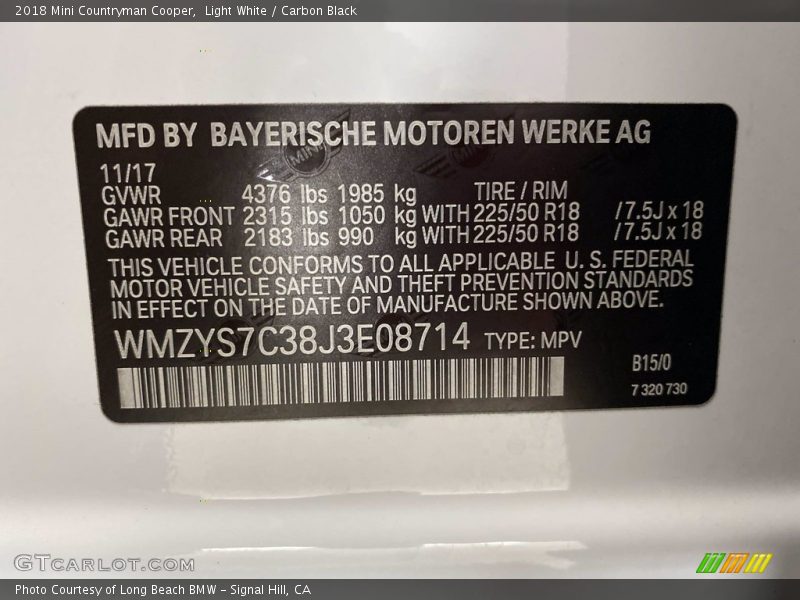 2018 Mini Countryman Cooper,  Light White / Carbon Black
MFD BY BAYERISCHE MOTOREN WERKE AG
MINI
11/17
GVWR 4376 lbs 1985 kg TIRE / RIM
GAWR FRONT 2315 lbs 1050 kg WITH 225/50 R18 / 7.5J x 18
GAWR REAR 2183 lbs 990 kg WITH 225/50 R18 / 7.5J x 18
THIS VEHICLE CONFORMS TO ALL APPLICABLE U. S. FEDERAL
MOTOR VEHICLE SAFETY AND THEFT PREVENTION STANDARDS
IN EFFECT ON THE DATE OF MANUFACTURE SHOWN ABOVE.
WMZYS7C38J3E08714 TYPE: MPV
B15/0
7 320 730
GTCARLOT.COM
Photo Courtesy of Long Beach BMW - Signal Hill, CA